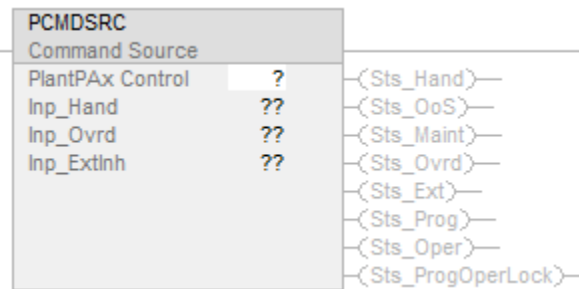 PCMDSRC
Command Source
PlantPAx Control ? (Sts_Hand)
Inp_Hand ?? (Sts_OoS)
Inp_Ovrd ?? (Sts_Maint)
Inp_ExtInh ?? (Sts_Ovrd)
(Sts_Ext)
(Sts_Prog)
(Sts_Oper)
(Sts_ProgOperLock)